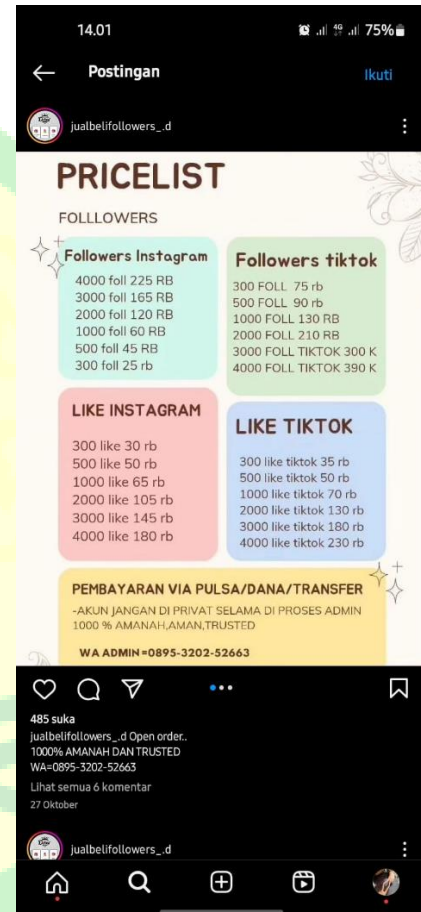 14.01
4G 75%
Postingan
Ikuti
jualbelifollowers_.d
PRICELIST
FOLLLOWERS
Followers Instagram
4000 foll 225 RB
3000 foll 165 RB
2000 foll 120 RB
1000 foll 60 RB
500 foll 45 RB
300 foll 25 rb
Followers tiktok
300 FOLL 75 rb
500 FOLL 90 rb
1000 FOLL 130 RB
2000 FOLL 210 RB
3000 FOLL TIKTOK 300 K
4000 FOLL TIKTOK 390 K
LIKE INSTAGRAM
300 like 30 rb
500 like 50 rb
1000 like 65 rb
2000 like 105 rb
3000 like 145 rb
4000 like 180 rb
LIKE TIKTOK
300 like tiktok 35 rb
500 like tiktok 50 rb
1000 like tiktok 70 rb
2000 like tiktok 130 rb
3000 like tiktok 180 rb
4000 like tiktok 230 rb
PEMBAYARAN VIA PULSA/DANA/TRANSFER
-AKUN JANGAN DI PRIVAT SELAMA DI PROSES ADMIN
1000 % AMANAH,AMAN,TRUSTED
WA ADMIN =0895-3202-52663
485 suka
jualbelifollowers_.d Open order..
1000% AMANAH DAN TRUSTED
WA=0895-3202-52663
Lihat semua 6 komentar
27 Oktober
jualbelifollowers_.d